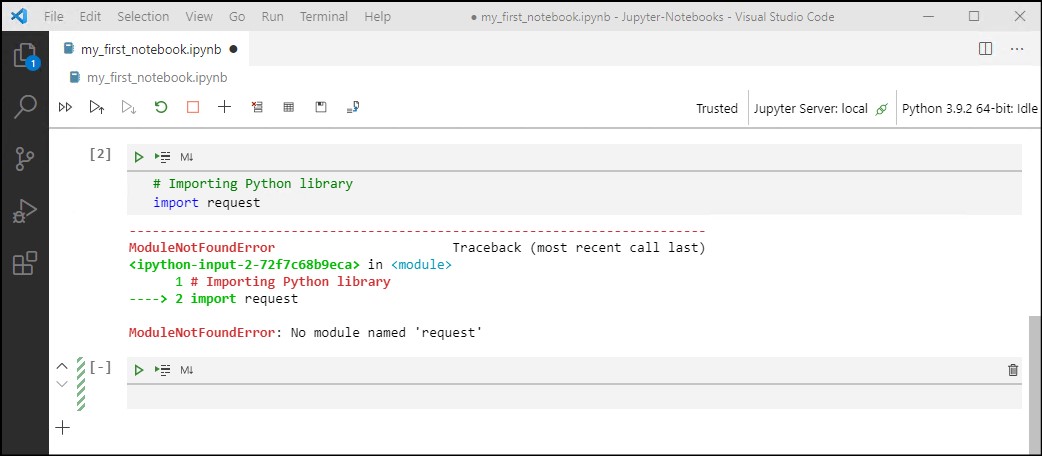 File Edit Selection View Go Run Terminal Help ● my_first_notebook.ipynb - Jupyter-Notebooks - Visual Studio Code
my_first_notebook.ipynb ●
my_first_notebook.ipynb
1
Trusted Jupyter Server: local Python 3.9.2 64-bit: Idle
[2] M↓
# Importing Python library
import request
---------------------------------------------------------------------------
ModuleNotFoundError Traceback (most recent call last)
<ipython-input-2-72f7c68b9eca> in <module>
1 # Importing Python library
----> 2 import request
ModuleNotFoundError: No module named 'request'
[-] M↓